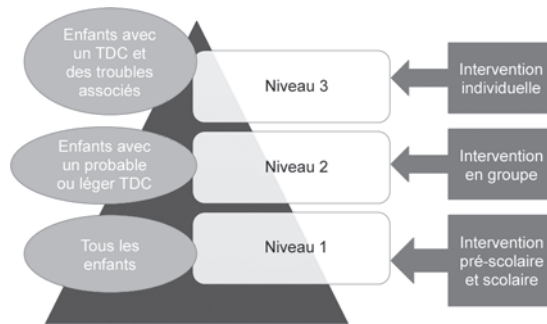 Enfants avec
un TDC et
des troubles
associés
Niveau 3
Intervention
individuelle
Enfants avec
un probable
ou léger TDC
Niveau 2
Intervention
en groupe
Tous les
enfants
Niveau 1
Intervention
pré-scolaire
et scolaire